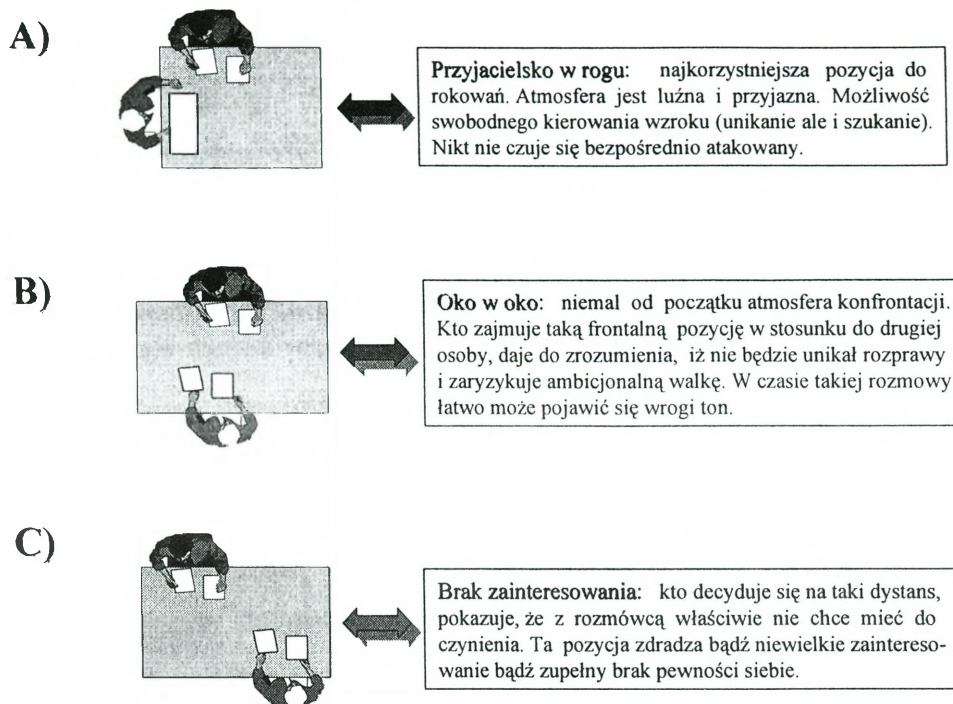 A)
Przyjacielsko w rogu: najkorzystniejsza pozycja do
rokowań. Atmosfera jest luźna i przyjazna. Możliwość
swobodnego kierowania wzroku (unikanie ale i szukanie).
Nikt nie czuje się bezpośrednio atakowany.
B)
Oko w oko: niemal od początku atmosfera konfrontacji.
Kto zajmuje taką frontalną pozycję w stosunku do drugiej
osoby, daje do zrozumienia, iż nie będzie unikał rozprawy
i zaryzykuje ambicjonalną walkę. W czasie takiej rozmowy
łatwo może pojawić się wrogi ton.
C)
Brak zainteresowania: kto decyduje się na taki dystans,
pokazuje, że z rozmówcą właściwie nie chce mieć do
czynienia. Ta pozycja zdradza bądź niewielkie zaintereso-
wanie bądź zupełny brak pewności siebie.